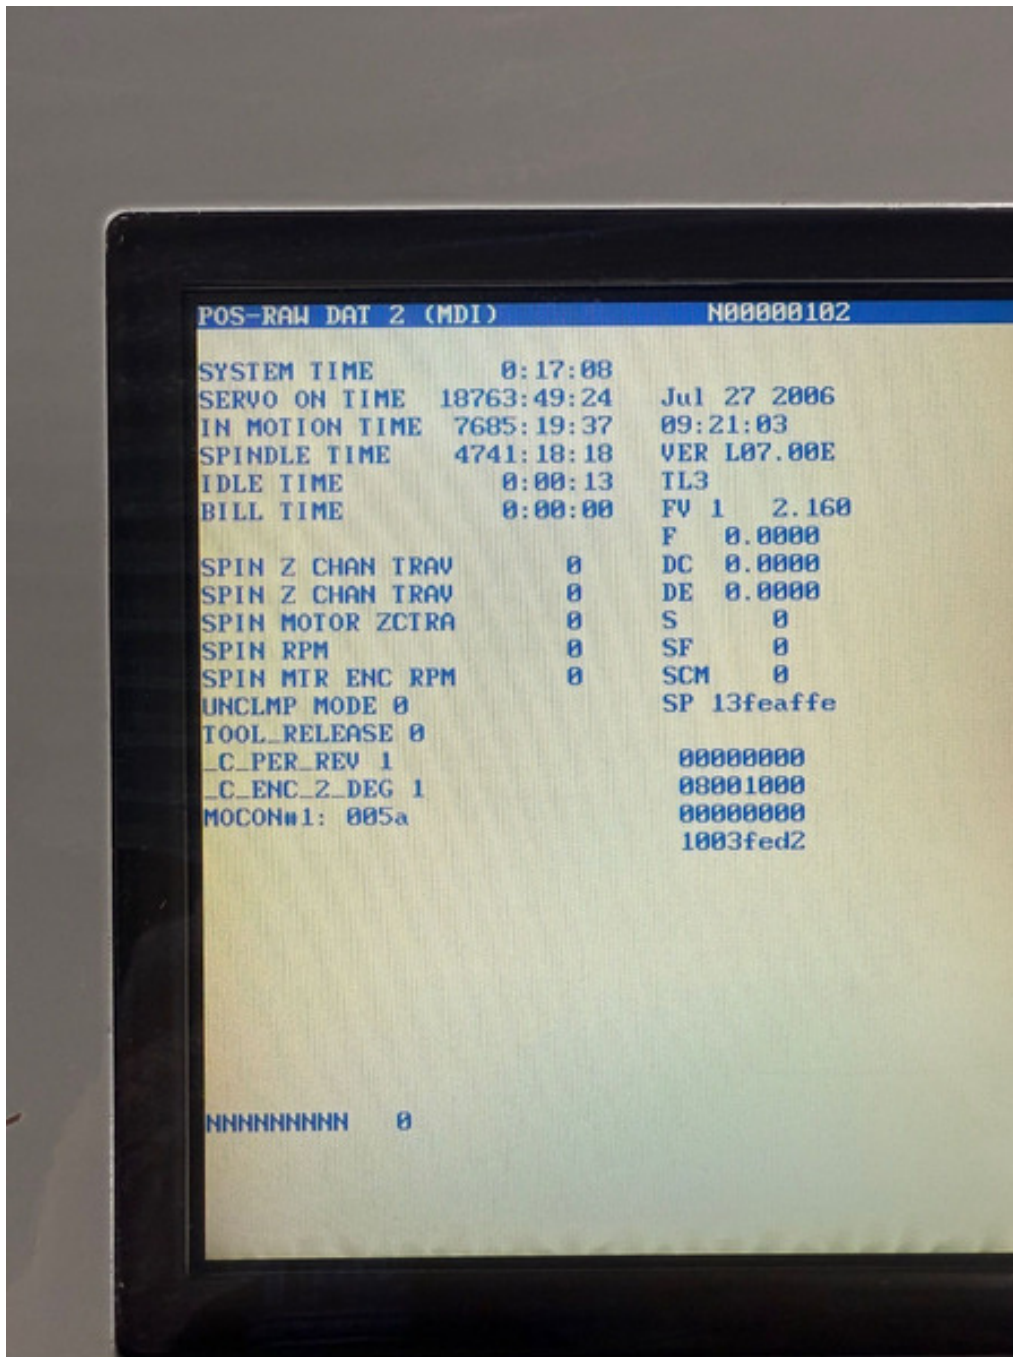 POS-RAW DAT 2 (MDI) N00000102
SYSTEM TIME 0:17:08
SERVO ON TIME 18763:49:24 Jul 27 2006
IN MOTION TIME 7685:19:37 09:21:03
SPINDLE TIME 4741:18:18 VER L07.00E
IDLE TIME 0:00:13 TL3
BILL TIME 0:00:00 FV 1 2.160
F 0.0000
SPIN Z CHAN TRAV 0 DC 0.0000
SPIN Z CHAN TRAV 0 DE 0.0000
SPIN MOTOR ZCTRA 0 S 0
SPIN RPM 0 SF 0
SPIN MTR ENC RPM 0 SCM 0
UNCLMP MODE 0 SP 13feaffe
TOOL_RELEASE 0
_C_PER_REV 1 00000000
_C_ENC_2_DEG 1 08001000
MOCON#1: 005a 00000000
1003fed2
NNNNNNNNN 0